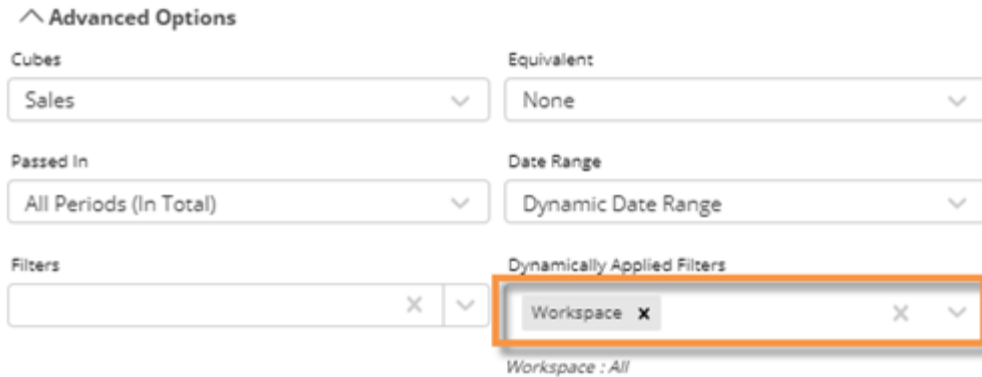 Advanced Options
Cubes
Equivalent
Sales
None
Passed In
Date Range
All Periods (In Total)
Dynamic Date Range
Filters
Dynamically Applied Filters
Workspace x
Workspace : All